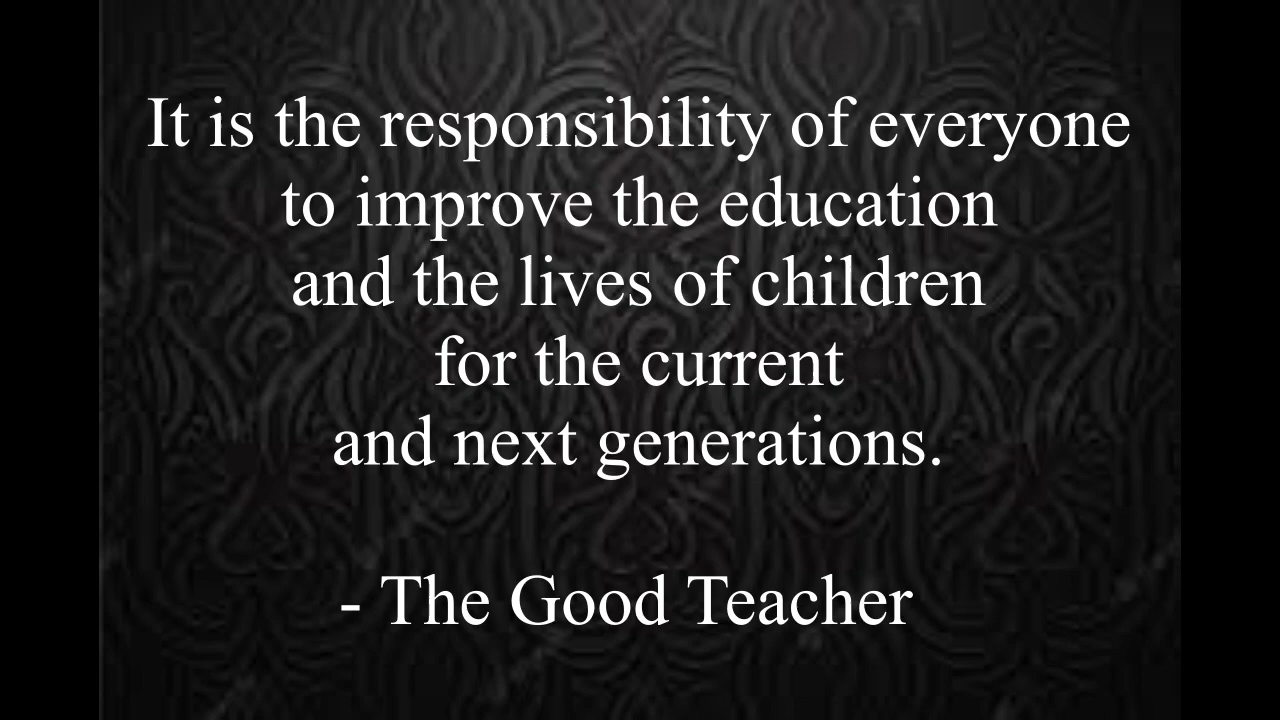 It is the responsibility of everyone
to improve the education
and the lives of children
for the current
and next generations.
- The Good Teacher